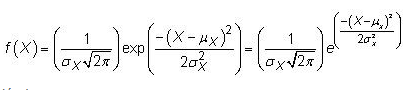 f(X) = (1/(σ_X√2π)) exp(−(X − μ_X)²/(2σ_X²)) = (1/(σ_X√2π)) e^(−(X−μ_x)²/(2σ_x²))